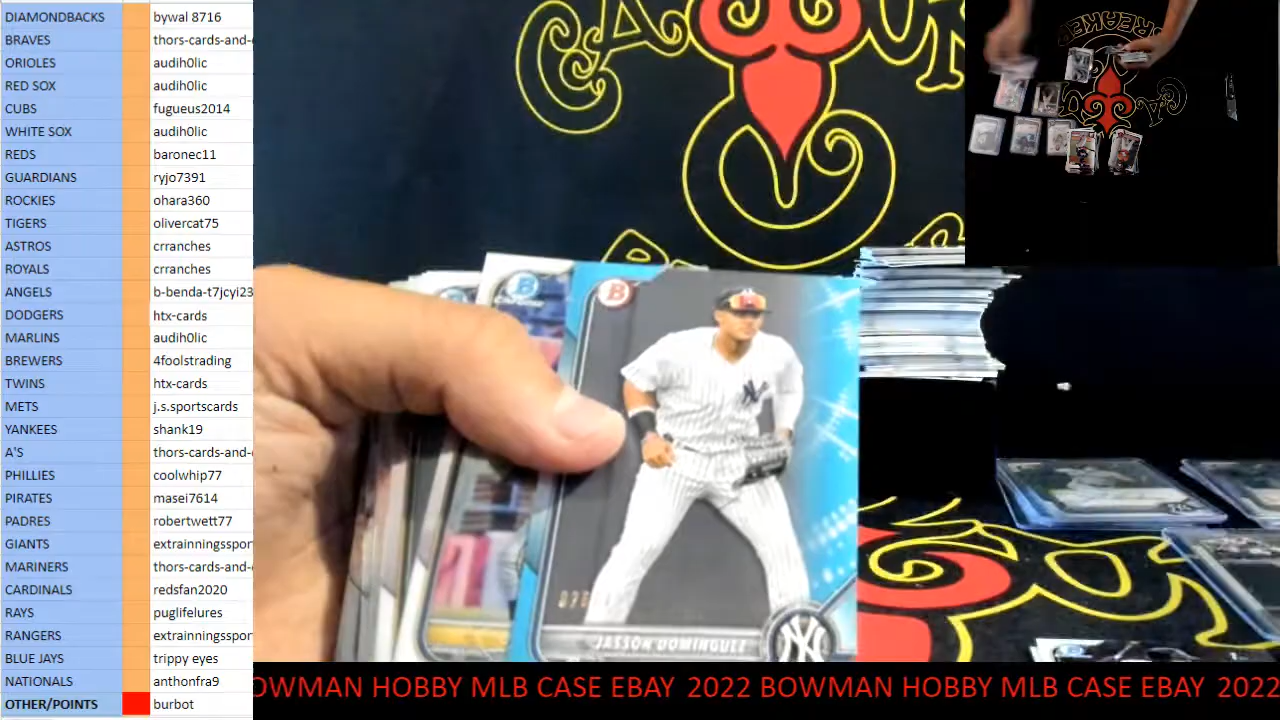 DIAMONDBACKS bywal 8716
BRAVES thors-cards-and-
ORIOLES audih0lic
RED SOX audih0lic
CUBS fugueus2014
WHITE SOX audih0lic
REDS baronec11
GUARDIANS ryjo7391
ROCKIES ohara360
TIGERS olivercat75
ASTROS crranches
ROYALS crranches
ANGELS b-benda-t7jcyi23
DODGERS htx-cards
MARLINS audih0lic
BREWERS 4foolstrading
TWINS htx-cards
METS j.s.sportscards
YANKEES shank19
A'S thors-cards-and-
PHILLIES coolwhip77
PIRATES masei7614
PADRES robertwett77
GIANTS extrainningsspor
MARINERS thors-cards-and-
CARDINALS redsfan2020
RAYS puglifelures
RANGERS extrainningsspor
BLUE JAYS trippy eyes
NATIONALS anthonfra9
OTHER/POINTS burbot
B
B
NY
JASSON DOMINGUEZ
NY
OWMAN HOBBY MLB CASE EBAY 2022 BOWMAN HOBBY MLB CASE EBAY 2022